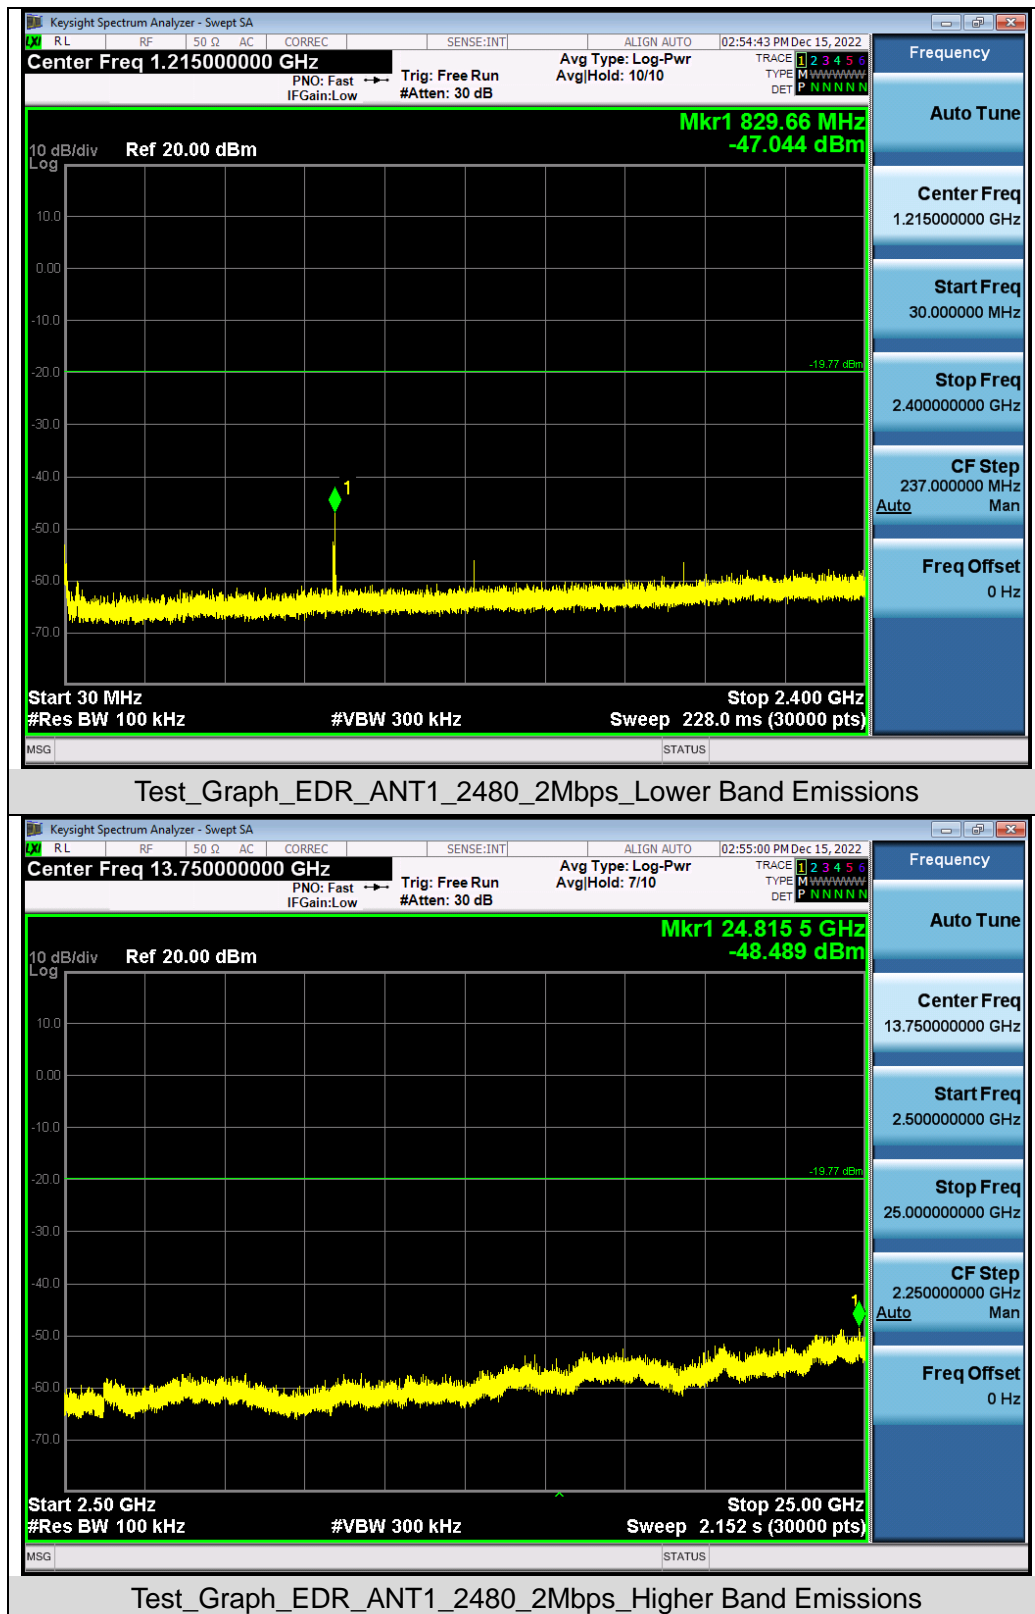 Keysight Spectrum Analyzer - Swept SA
LXI RL RF 50 Ω AC CORREC SENSE:INT ALIGN AUTO 02:54:43 PM Dec 15, 2022
Center Freq 1.215000000 GHz
PNO: Fast
IFGain:Low
Trig: Free Run
#Atten: 30 dB
Avg Type: Log-Pwr
Avg|Hold: 10/10
TRACE 1 2 3 4 5 6
TYPE M WWWWW
DET P N N N N N
Frequency
Mkr1 829.66 MHz
-47.044 dBm
10 dB/div
Log
Ref 20.00 dBm
10.0
0.00
-10.0
-20.0
-19.77 dBm
-30.0
-40.0
1
-50.0
-60.0
-70.0
Start 30 MHz
Stop 2.400 GHz
#Res BW 100 kHz
#VBW 300 kHz
Sweep 228.0 ms (30000 pts)
MSG
STATUS
Auto Tune
Center Freq
1.215000000 GHz
Start Freq
30.000000 MHz
Stop Freq
2.400000000 GHz
CF Step
237.000000 MHz
Auto Man
Freq Offset
0 Hz
Test_Graph_EDR_ANT1_2480_2Mbps_Lower Band Emissions
Keysight Spectrum Analyzer - Swept SA
LXI RL RF 50 Ω AC CORREC SENSE:INT ALIGN AUTO 02:55:00 PM Dec 15, 2022
Center Freq 13.750000000 GHz
PNO: Fast
IFGain:Low
Trig: Free Run
#Atten: 30 dB
Avg Type: Log-Pwr
Avg|Hold: 7/10
TRACE 1 2 3 4 5 6
TYPE M WWWWW
DET P N N N N N
Frequency
Mkr1 24.815 5 GHz
-48.489 dBm
10 dB/div
Log
Ref 20.00 dBm
10.0
0.00
-10.0
-20.0
-19.77 dBm
-30.0
-40.0
1
-50.0
-60.0
-70.0
Start 2.50 GHz
Stop 25.00 GHz
#Res BW 100 kHz
#VBW 300 kHz
Sweep 2.152 s (30000 pts)
MSG
STATUS
Auto Tune
Center Freq
13.750000000 GHz
Start Freq
2.500000000 GHz
Stop Freq
25.000000000 GHz
CF Step
2.250000000 GHz
Auto Man
Freq Offset
0 Hz
Test_Graph_EDR_ANT1_2480_2Mbps_Higher Band Emissions